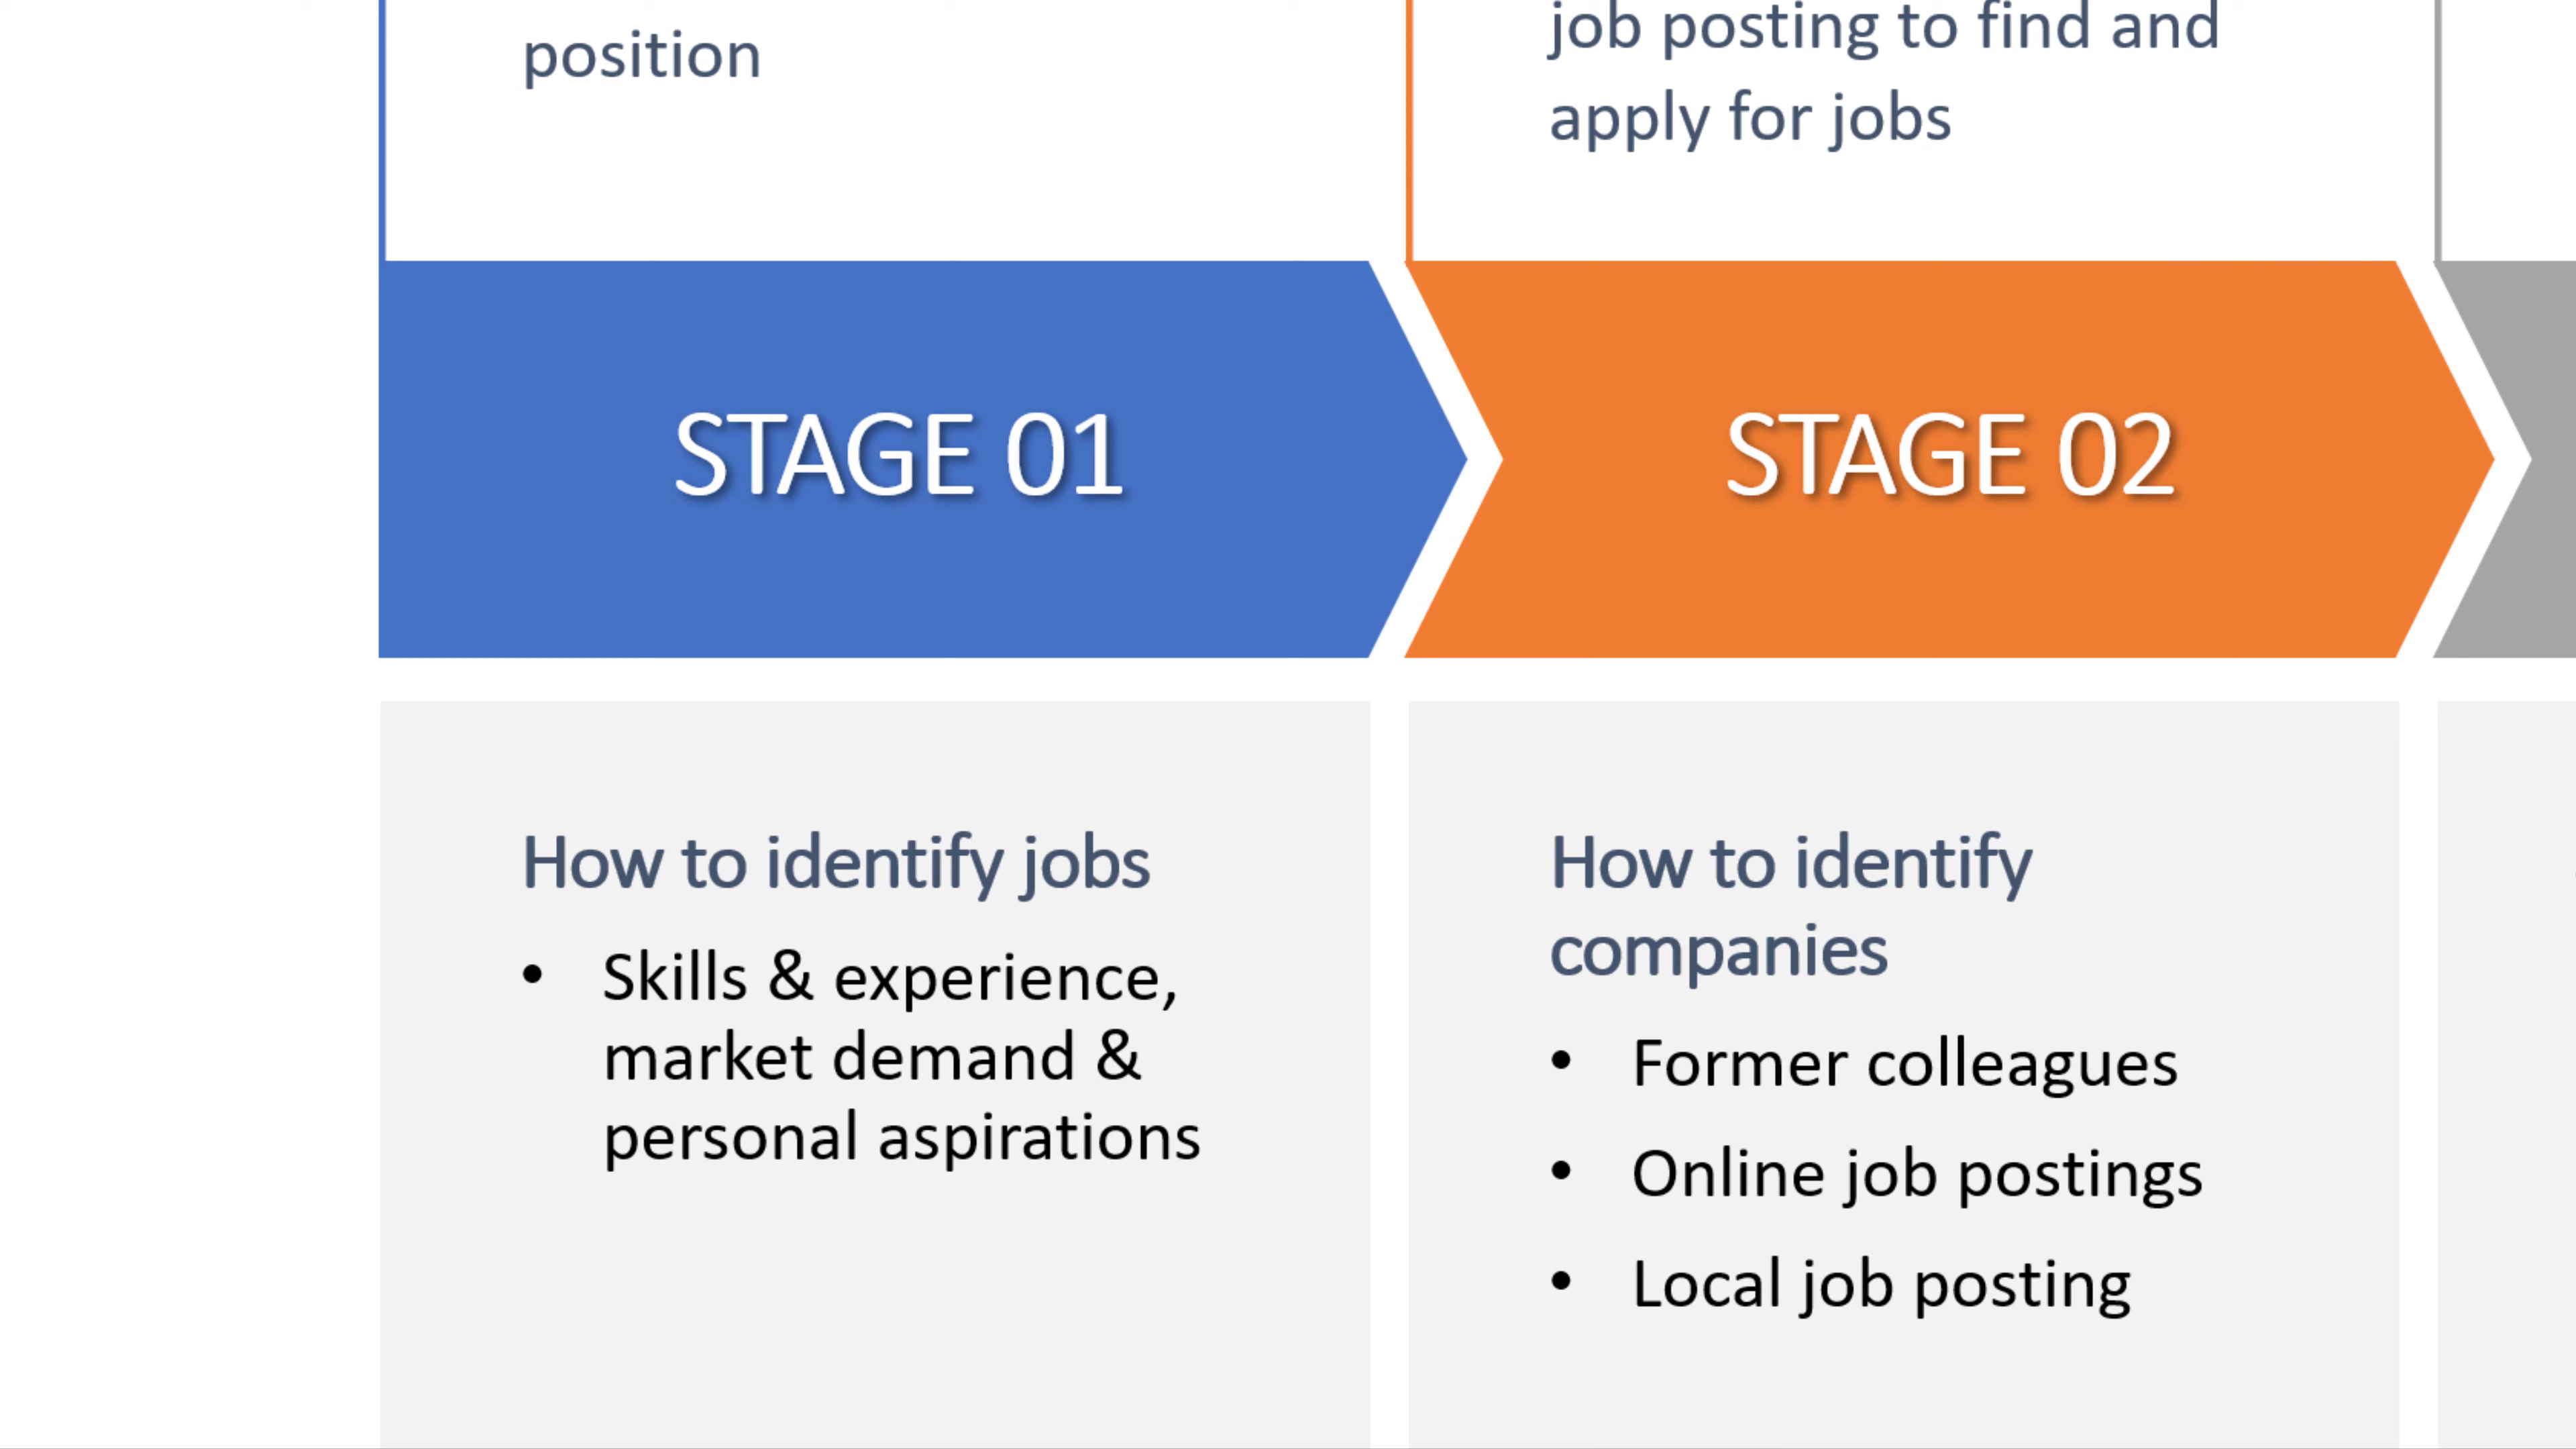 position
job posting to find and
apply for jobs
STAGE 01
STAGE 02
How to identify jobs
• Skills & experience,
market demand &
personal aspirations
How to identify
companies
• Former colleagues
• Online job postings
• Local job posting